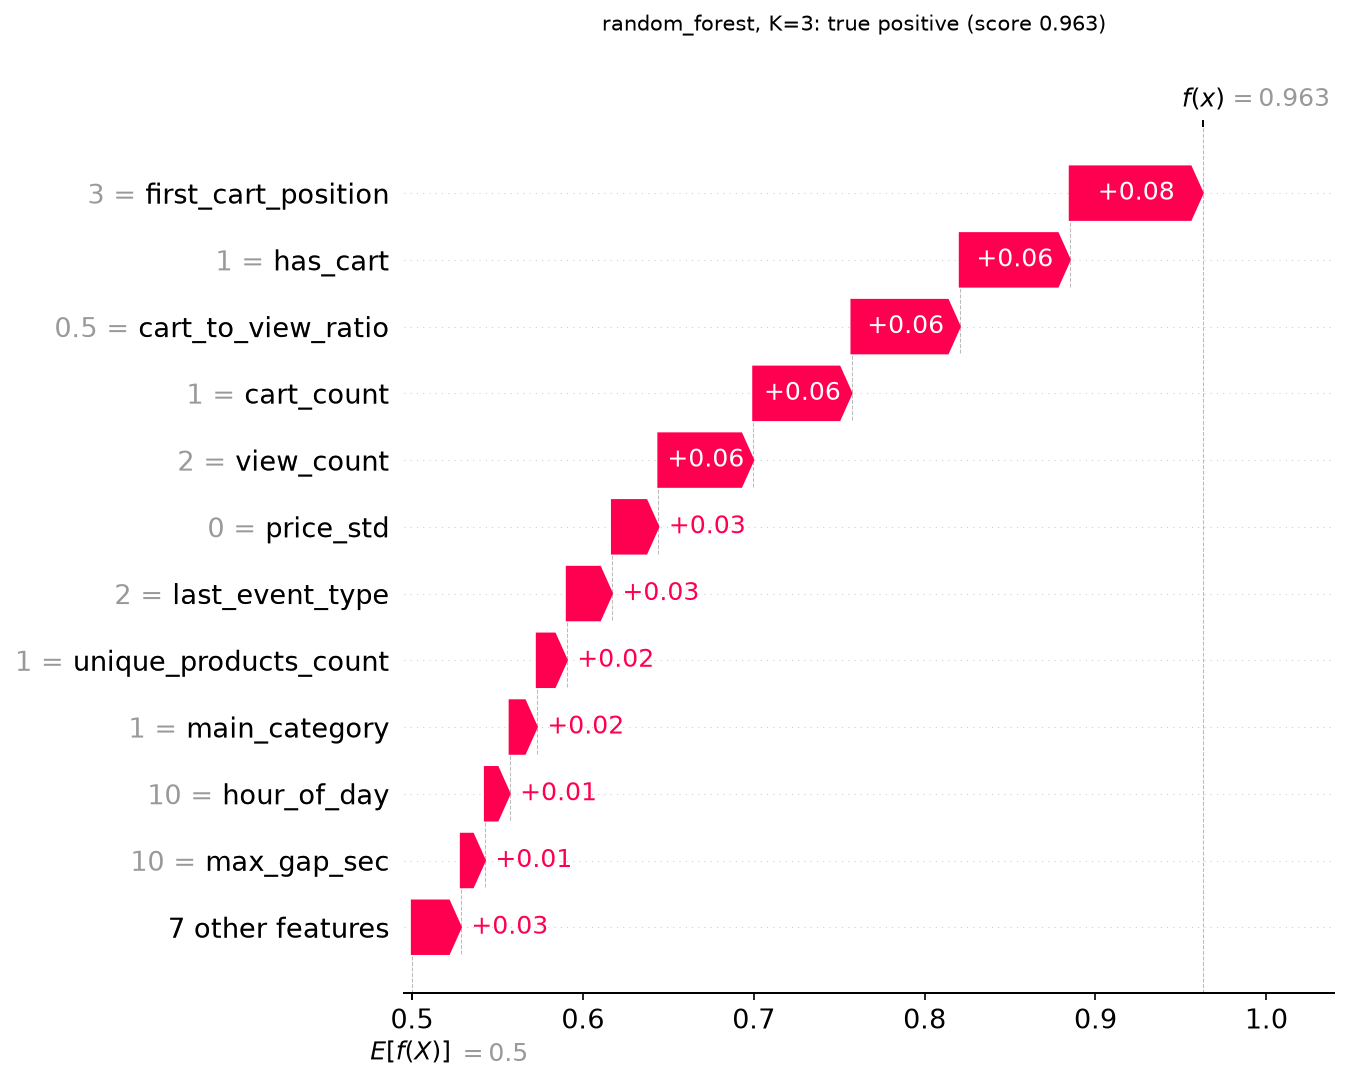 random_forest, K=3: true positive (score 0.963)
f(x) = 0.963
3 = first_cart_position +0.08
1 = has_cart +0.06
0.5 = cart_to_view_ratio +0.06
1 = cart_count +0.06
2 = view_count +0.06
0 = price_std +0.03
2 = last_event_type +0.03
1 = unique_products_count +0.02
1 = main_category +0.02
10 = hour_of_day +0.01
10 = max_gap_sec +0.01
7 other features +0.03
0.5 0.6 0.7 0.8 0.9 1.0
E[f(X)] = 0.5